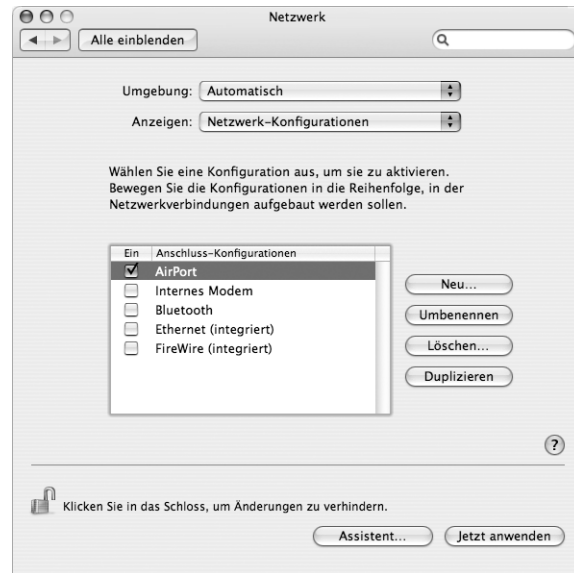 Netzwerk
Alle einblenden
Umgebung: Automatisch
Anzeigen: Netzwerk-Konfigurationen
Wählen Sie eine Konfiguration aus, um sie zu aktivieren.
Bewegen Sie die Konfigurationen in die Reihenfolge, in der
Netzwerkverbindungen aufgebaut werden sollen.
Ein Anschluss-Konfigurationen
AirPort
Internes Modem
Bluetooth
Ethernet (integriert)
FireWire (integriert)
Neu...
Umbenennen
Löschen...
Duplizieren
?
Klicken Sie in das Schloss, um Änderungen zu verhindern.
Assistent... Jetzt anwenden